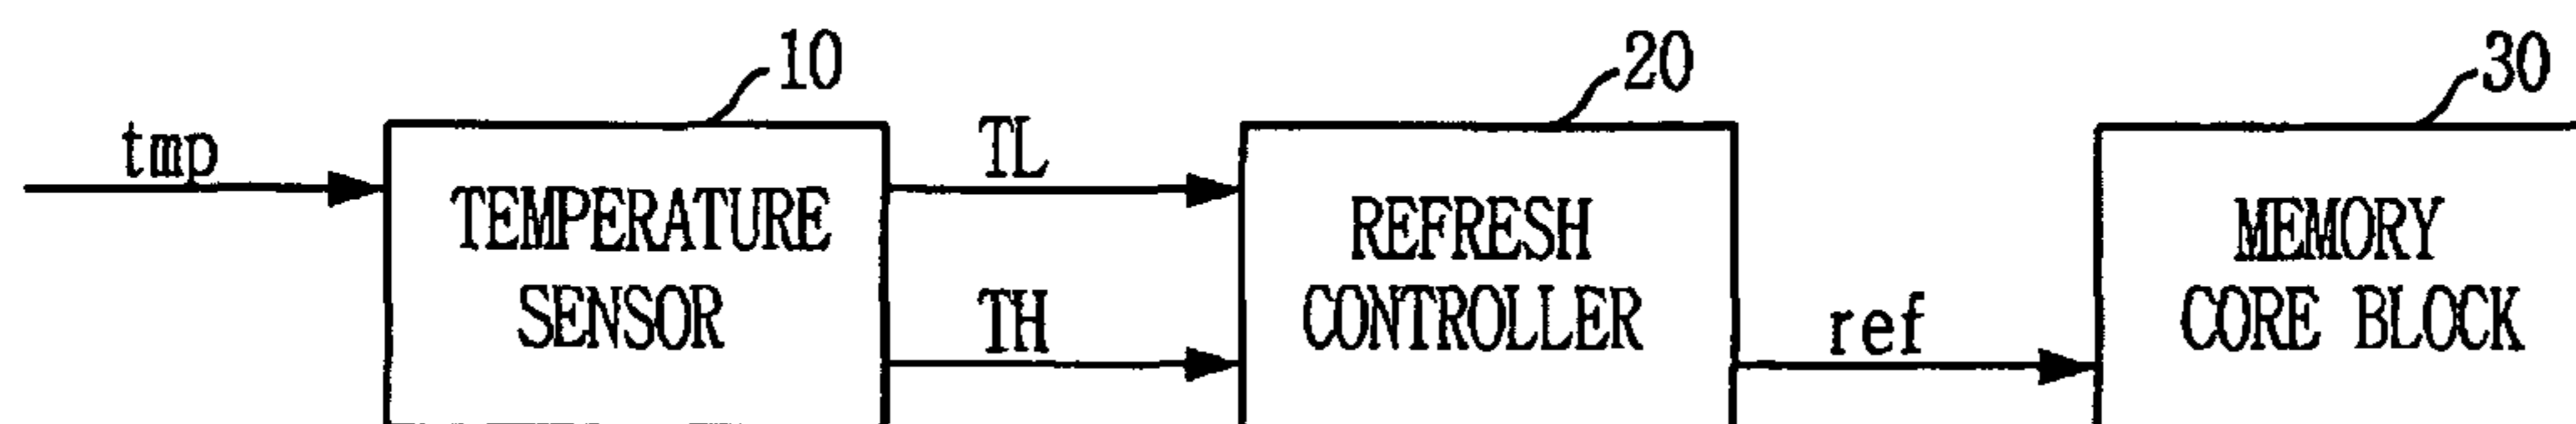 10
20
30
tmp
TL
TEMPERATURE
SENSOR
TH
REFRESH
CONTROLLER
ref
MEMORY
CORE BLOCK